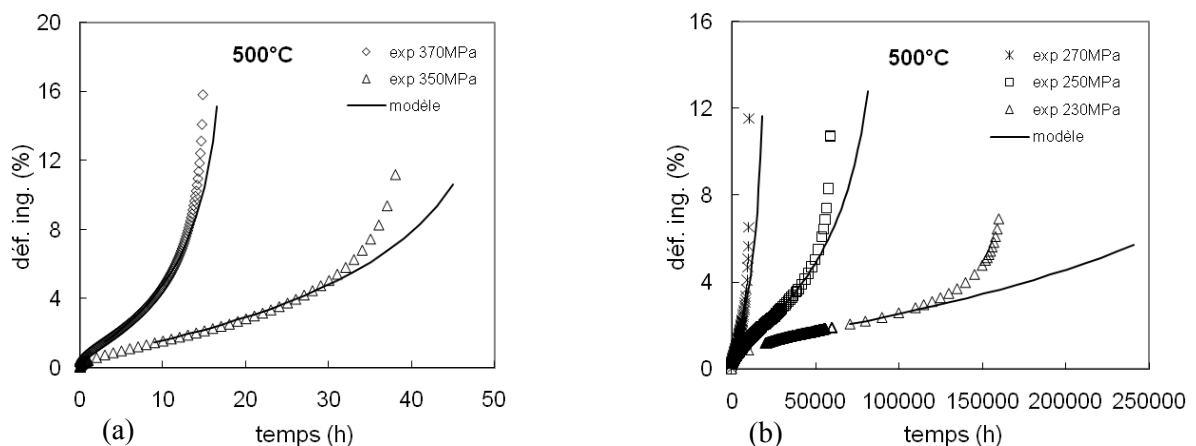 20
16
12
8
4
0
déf. ing. (%)
500°C
exp 370MPa
exp 350MPa
modèle
0 10 20 30 40 50
temps (h)
(a)
16
12
8
4
0
déf. ing. (%)
500°C
exp 270MPa
exp 250MPa
exp 230MPa
modèle
0 50000 100000 150000 200000 250000
temps (h)
(b)